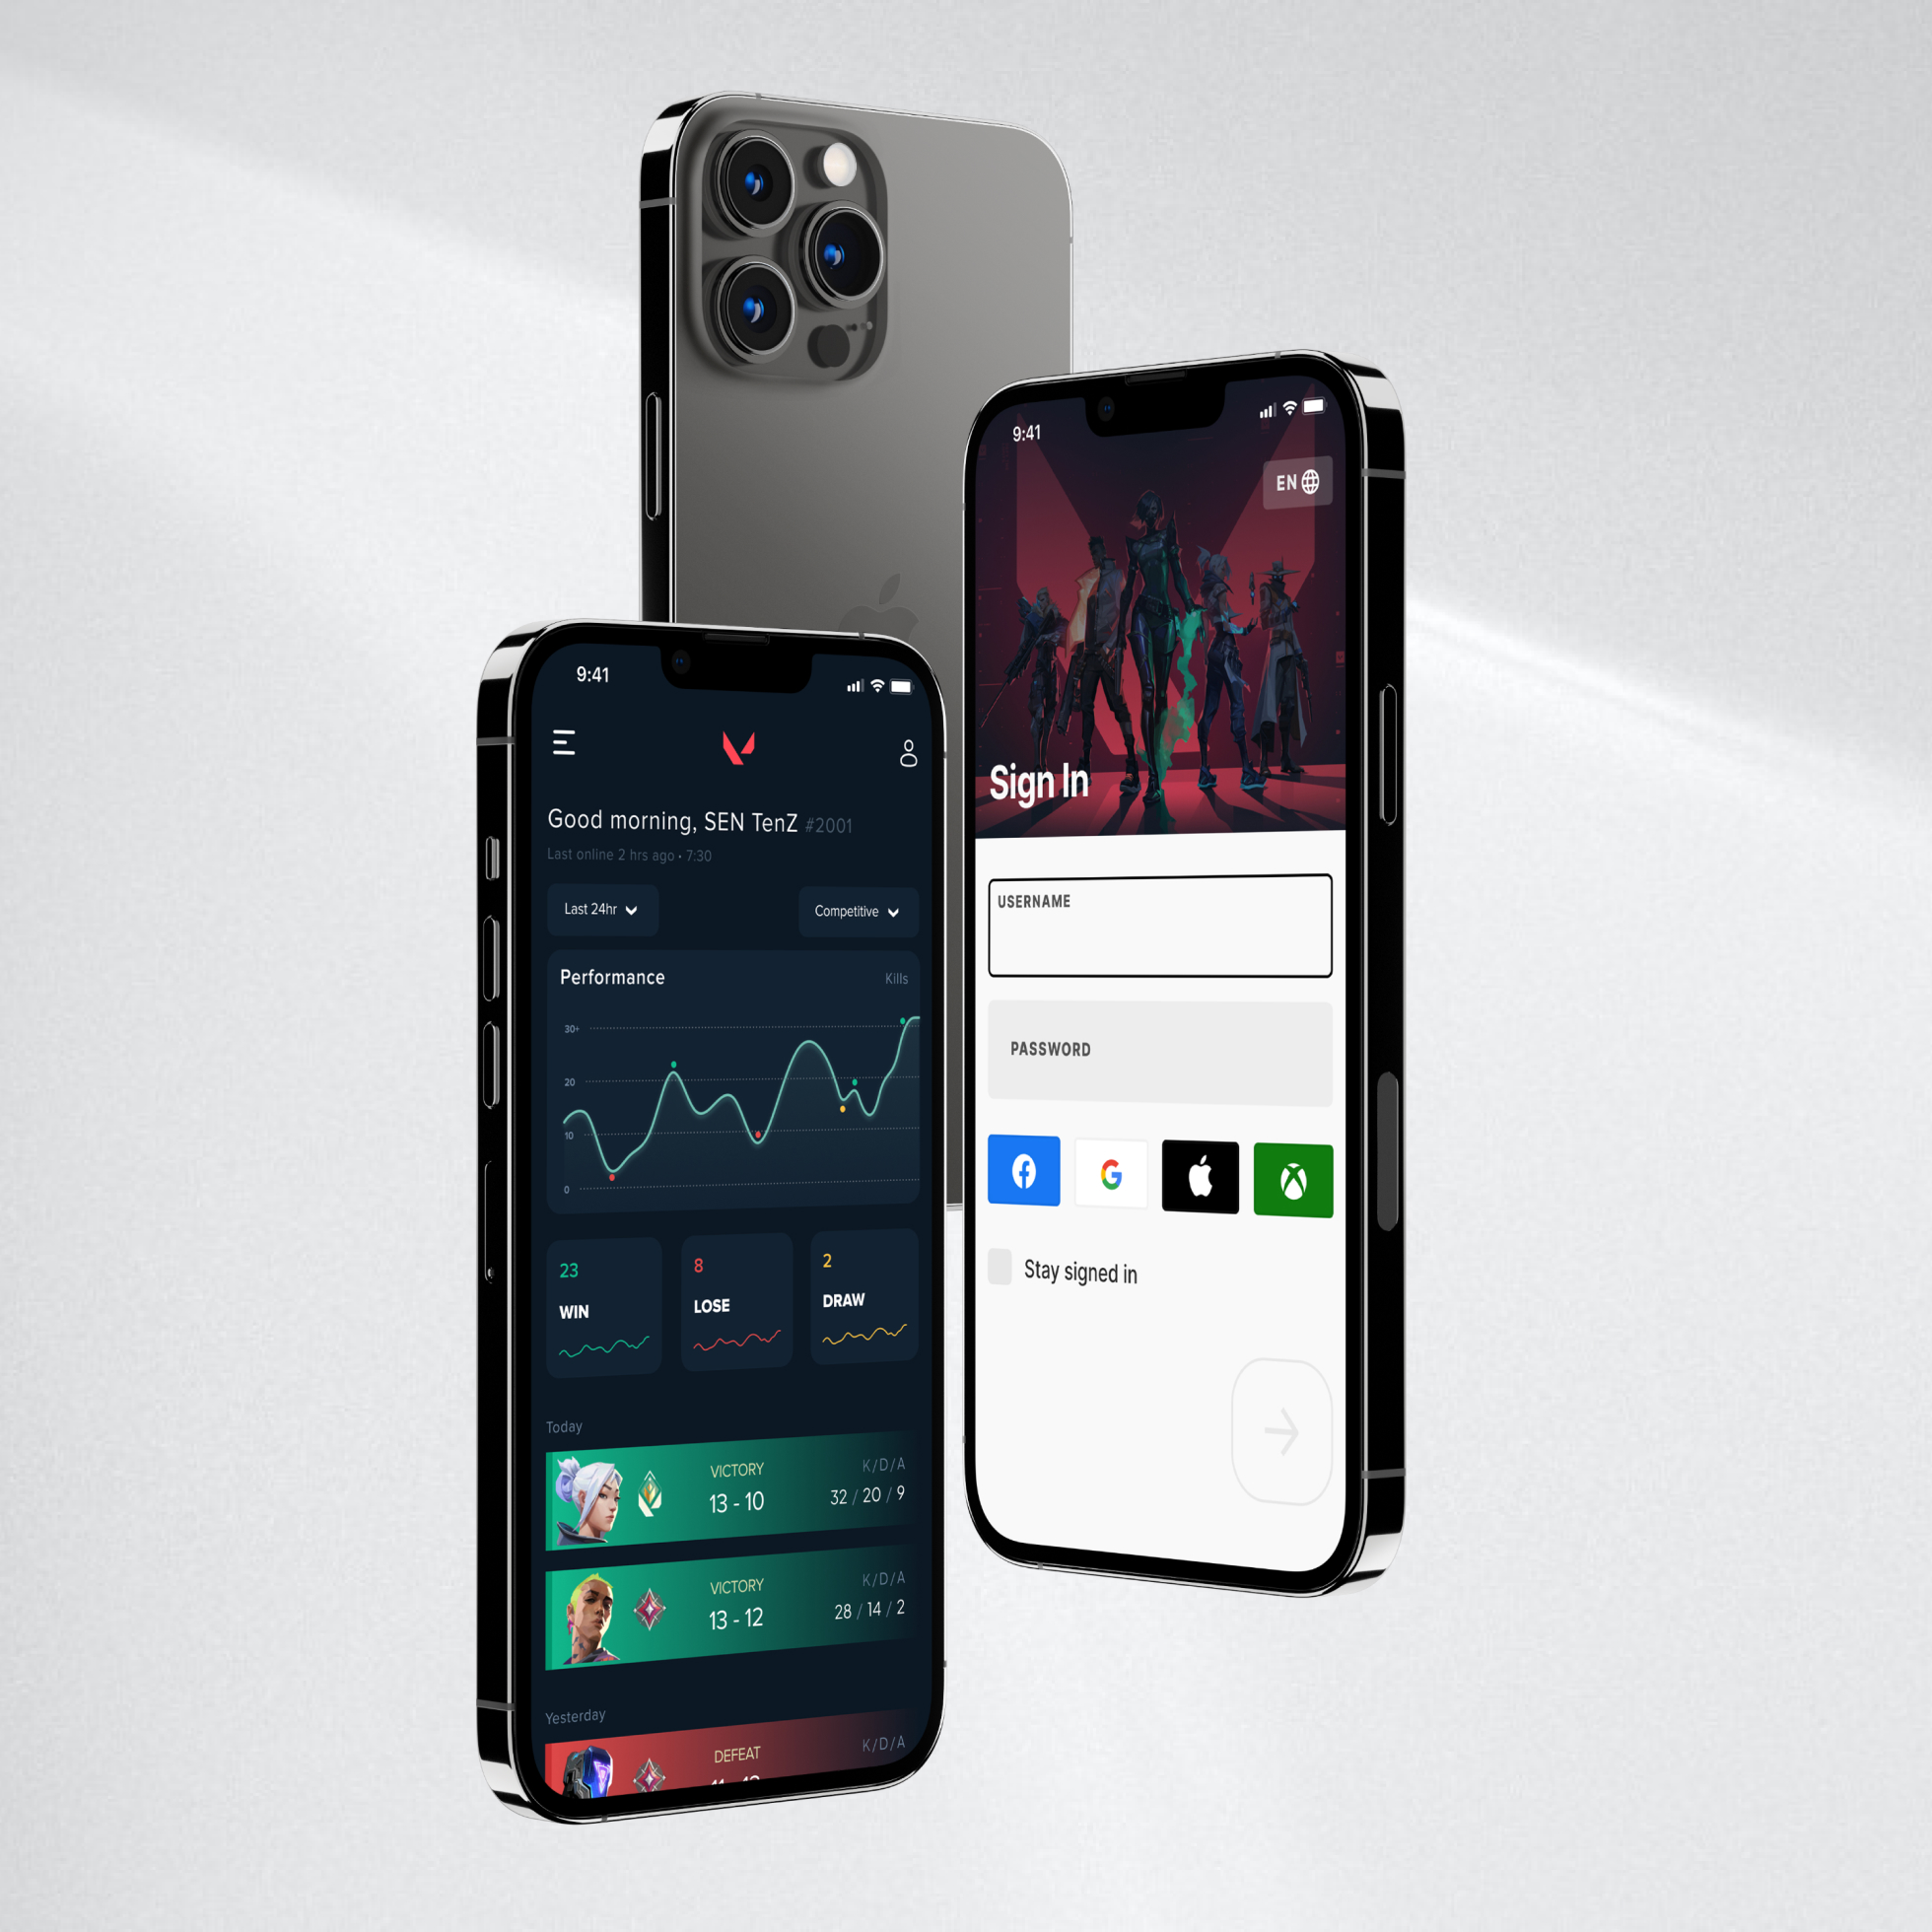 9:41
Good morning, SEN TenZ #2001
Last online 2 hrs ago • 7:30
Last 24hr
Competitive
Performance
Kills
30+
20
10
0
23
WIN
8
LOSE
2
DRAW
Today
VICTORY
13 - 10
K/D/A
32 / 20 / 9
VICTORY
13 - 12
K/D/A
28 / 14 / 2
Yesterday
DEFEAT
K/D/A
9:41
EN
Sign In
USERNAME
PASSWORD
Stay signed in